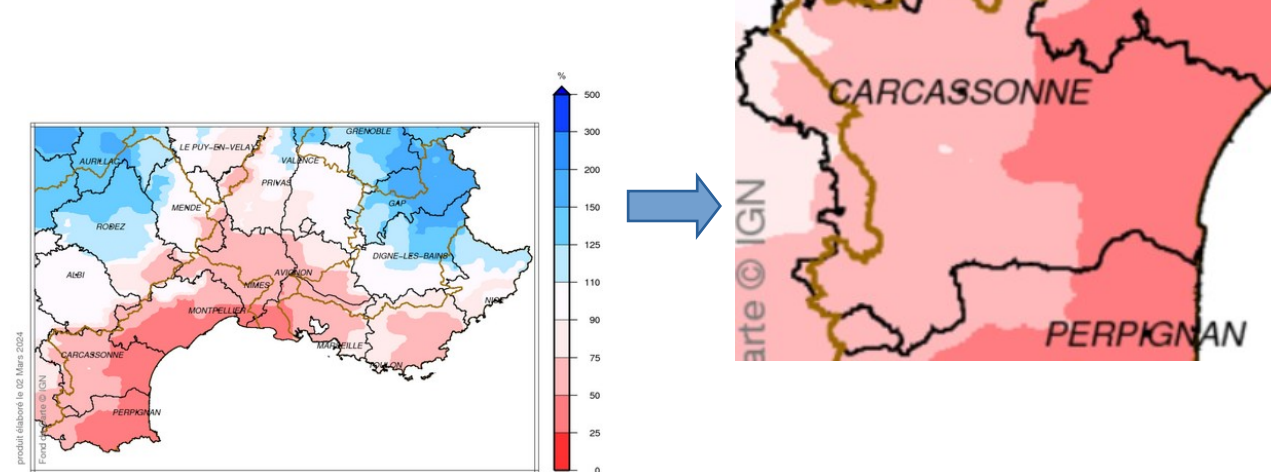 %
500
300
200
150
125
110
90
75
50
25
0
GRENOBLE
LE PUY-EN-VELAY
AURILLAC
VALENCE
PRIVAS
MENDE
GAP
RODEZ
DIGNE-LES-BAINS
ALBI
AVIGNON
NIMES
NICE
MONTPELLIER
MARSEILLE
CARCASSONNE
TOULON
PERPIGNAN
produit élaboré le 02 Mars 2024
Fond de carte © IGN
CARCASSONNE
arte © IGN
PERPIGNAN